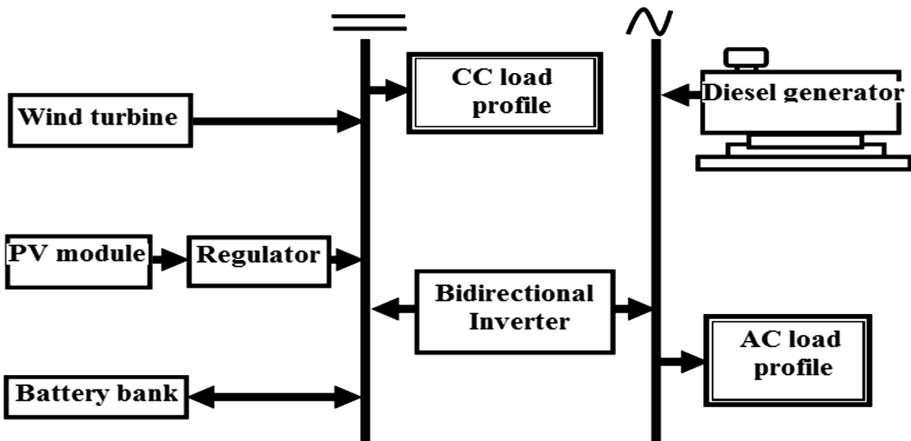 CC load
profile
Diesel generator
Wind turbine
PV module
Regulator
Bidirectional
Inverter
AC load
profile
Battery bank